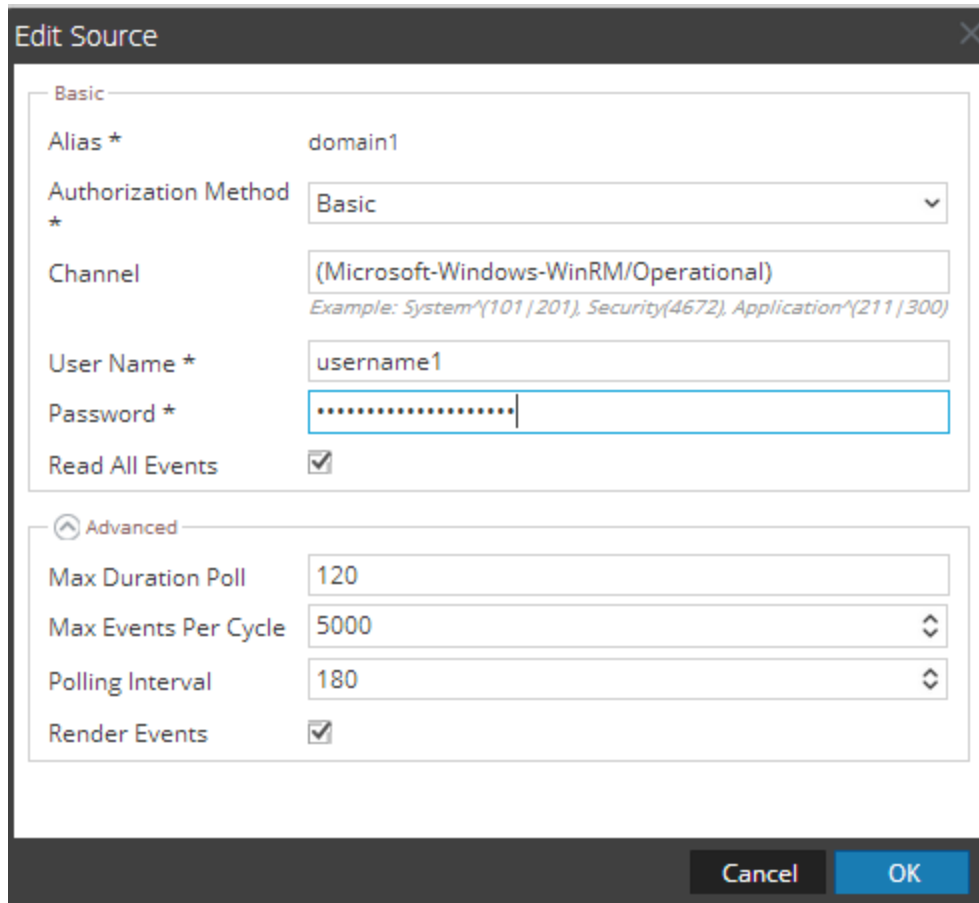 Edit Source
Basic
Alias * domain1
Authorization Method
* Basic
Channel (Microsoft-Windows-WinRM/Operational)
Example: System^(101|201), Security(4672), Application^(211|300)
User Name * username1
Password * ••••••••••••••••••••
Read All Events
Advanced
Max Duration Poll 120
Max Events Per Cycle 5000
Polling Interval 180
Render Events
Cancel OK